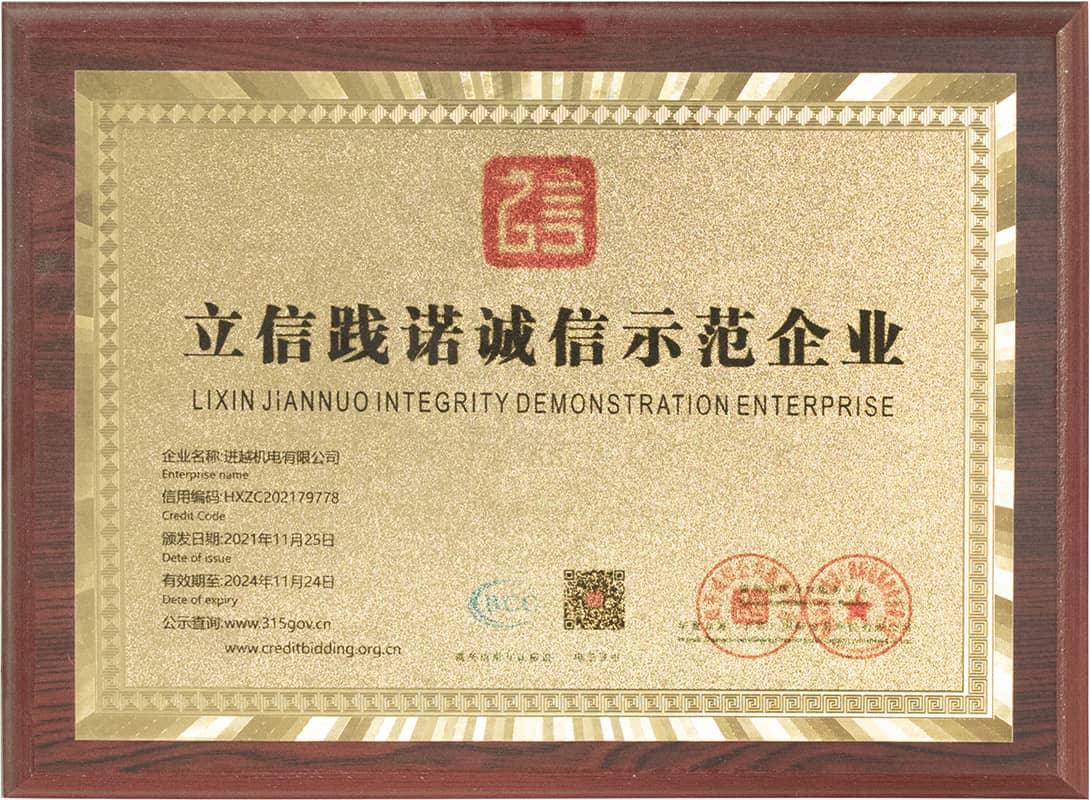 信
立信践诺诚信示范企业
LIXIN JiANNUO INTEGRITY DEMONSTRATION ENTERPRISE
企业名称:进越机电有限公司
Enterprise name
信用编码:HXZC202179778
Credit Code
颁发日期:2021年11月25日
Date of issue
有效期至:2024年11月24日
Date of expiry
公示查询:www.315gov.cn
www.creditbidding.org.cn